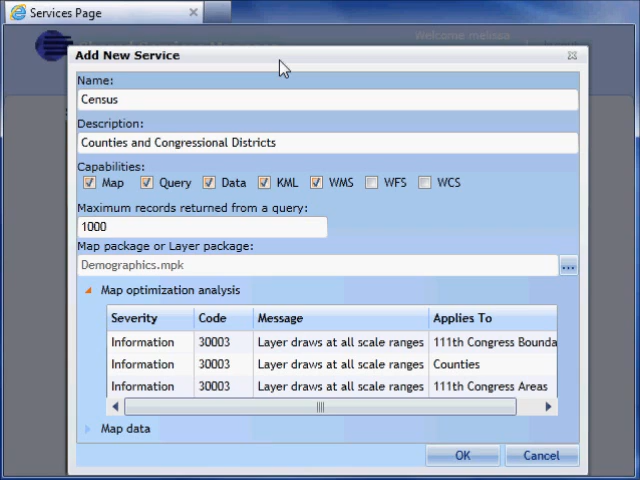 Services Page
Welcome melissa
Add New Service
Name:
Census
Description:
Counties and Congressional Districts
Capabilities:
Map Query Data KML WMS WFS WCS
Maximum records returned from a query:
1000
Map package or Layer package:
Demographics.mpk ...
Map optimization analysis
Severity Code Message Applies To
Information 30003 Layer draws at all scale ranges 111th Congress Bounda
Information 30003 Layer draws at all scale ranges Counties
Information 30003 Layer draws at all scale ranges 111th Congress Areas
Map data
OK Cancel